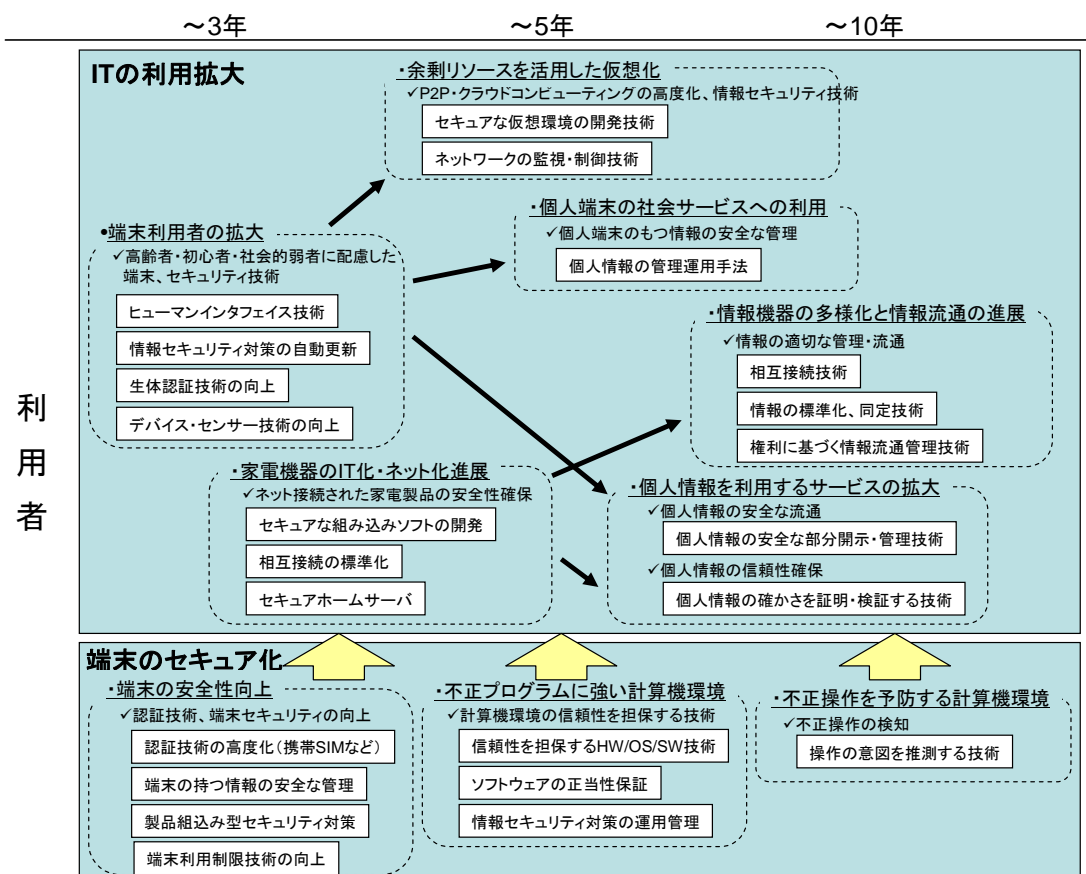 ～3年
～5年
～10年
利用者
ITの利用拡大
・余剰リソースを活用した仮想化
✓P2P・クラウドコンピューティングの高度化、情報セキュリティ技術
セキュアな仮想環境の開発技術
ネットワークの監視・制御技術
•端末利用者の拡大
✓高齢者・初心者・社会的弱者に配慮した
端末、セキュリティ技術
ヒューマンインタフェイス技術
情報セキュリティ対策の自動更新
生体認証技術の向上
デバイス・センサー技術の向上
・個人端末の社会サービスへの利用
✓個人端末のもつ情報の安全な管理
個人情報の管理運用手法
・情報機器の多様化と情報流通の進展
✓情報の適切な管理・流通
相互接続技術
情報の標準化、同定技術
権利に基づく情報流通管理技術
・家電機器のIT化・ネット化進展
✓ネット接続された家電製品の安全性確保
セキュアな組み込みソフトの開発
相互接続の標準化
セキュアホームサーバ
・個人情報を利用するサービスの拡大
✓個人情報の安全な流通
個人情報の安全な部分開示・管理技術
✓個人情報の信頼性確保
個人情報の確かさを証明・検証する技術
端末のセキュア化
・端末の安全性向上
✓認証技術、端末セキュリティの向上
認証技術の高度化（携帯SIMなど）
端末の持つ情報の安全な管理
製品組込み型セキュリティ対策
端末利用制限技術の向上
・不正プログラムに強い計算機環境
✓計算機環境の信頼性を担保する技術
信頼性を担保するHW/OS/SW技術
ソフトウェアの正当性保証
情報セキュリティ対策の運用管理
・不正操作を予防する計算機環境
✓不正操作の検知
操作の意図を推測する技術